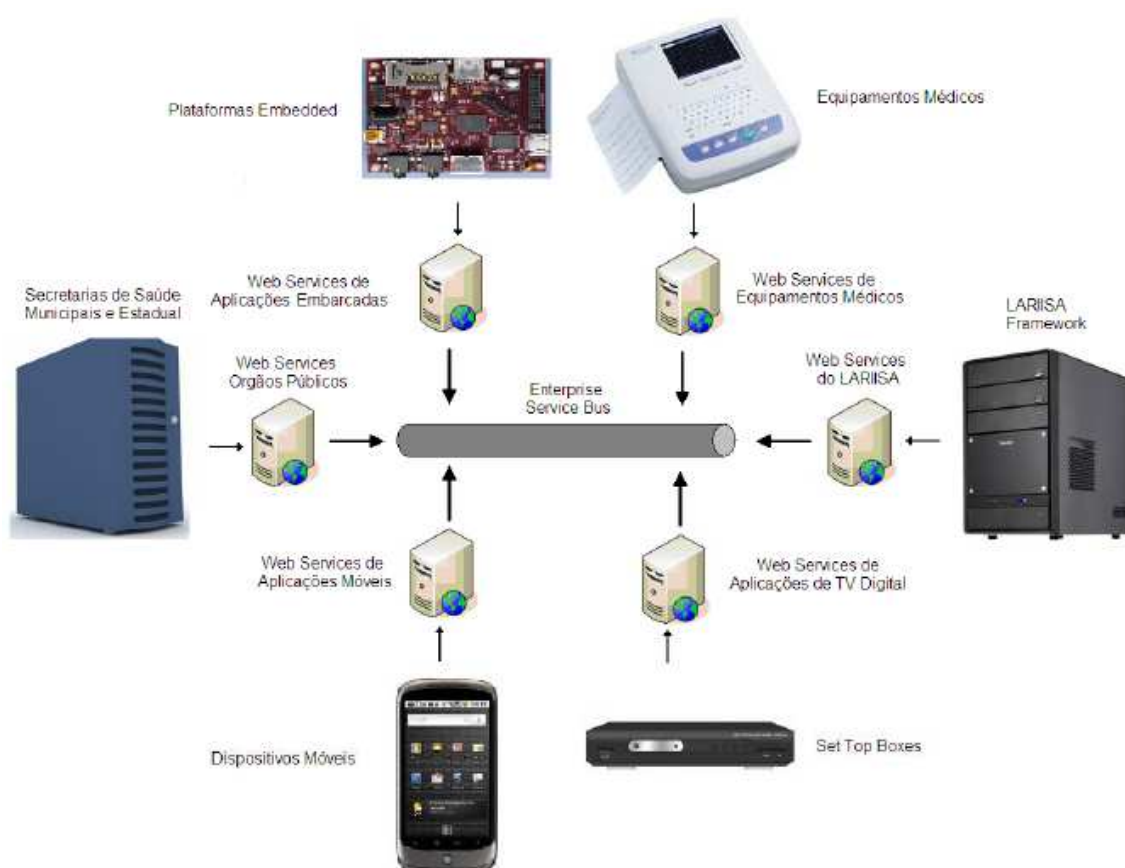 Plataformas Embedded
Equipamentos Médicos
Web Services de
Aplicações Embarcadas
Web Services de
Equipamentos Médicos
Secretarias de Saúde
Municipais e Estadual
LARIISA
Framework
Web Services
Orgãos Públicos
Enterprise
Service Bus
Web Services
do LARIISA
Web Services de
Aplicações Móveis
Web Services de
Aplicações de TV Digital
Dispositivos Móveis
Set Top Boxes